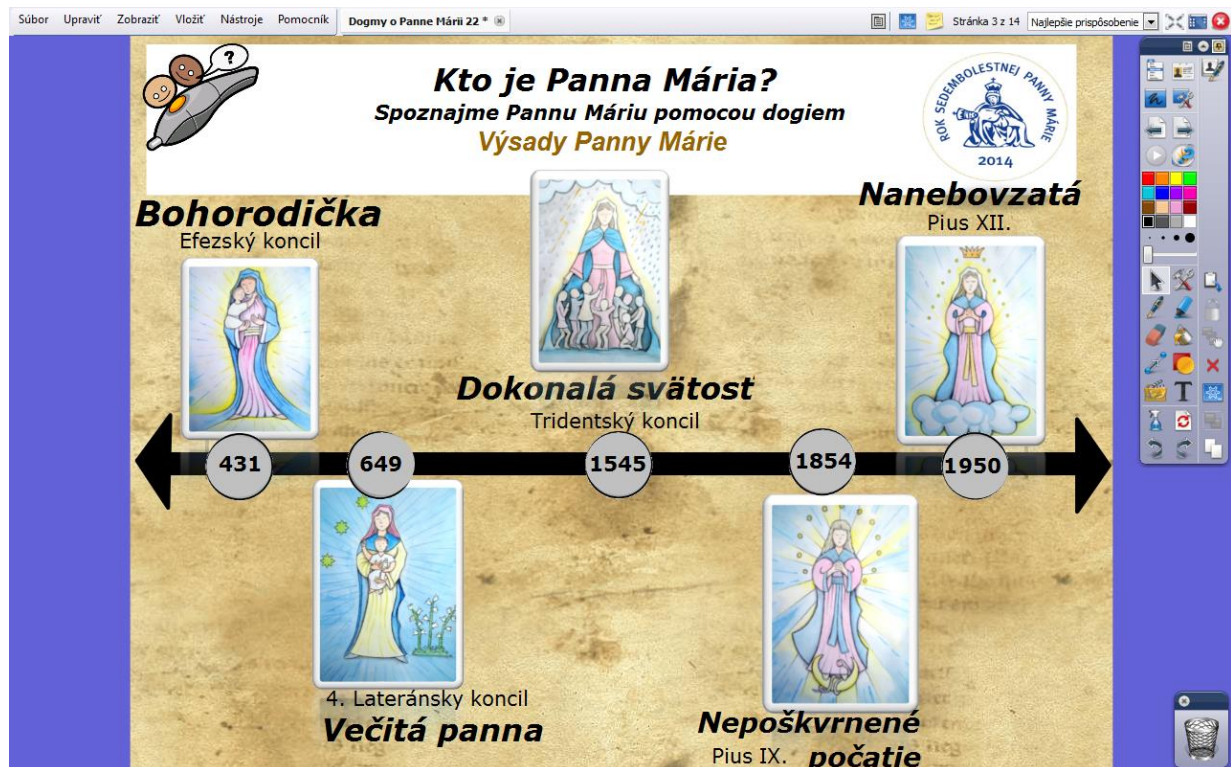 Súbor Upraviť Zobraziť Vložiť Nástroje Pomocník Dogmy o Panne Márii 22 * Stránka 3 z 14 Najlepšie prispôsobenie
?
Kto je Panna Mária?
Spoznajme Pannu Máriu pomocou dogiem
Výsady Panny Márie
ROK SEDEMBOLESTNEJ PANNY MÁRIE
2014
Bohorodička
Efezský koncil
Nanebovzatá
Pius XII.
Dokonalá svätosť
Tridentský koncil
431 649 1545 1854 1950
4. Lateránsky koncil
Večitá panna
Nepoškvrnené
Pius IX. počatie
T